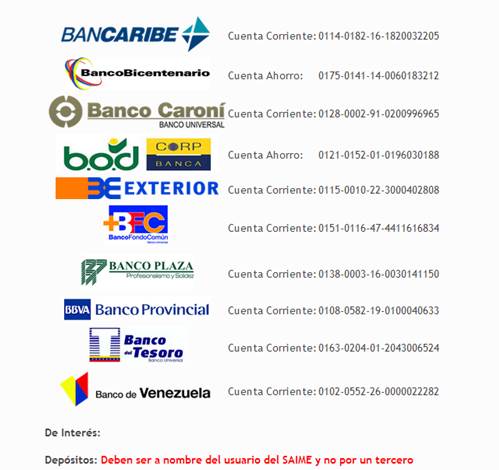 BANCARIBE Cuenta Corriente: 0114-0182-16-1820032205
BancoBicentenario Cuenta Ahorro: 0175-0141-14-0060183212
Banco Caroní Cuenta Corriente: 0128-0002-91-0200996965
BANCO UNIVERSAL
b.o.d CORP BANCA Cuenta Ahorro: 0121-0152-01-0196030188
BE EXTERIOR Cuenta Corriente: 0115-0010-22-3000402808
+BFC Cuenta Corriente: 0151-0116-47-4411616834
BancoFondoComún
Banco Universal
BANCO PLAZA Cuenta Corriente: 0138-0003-16-0030141150
Profesionalismo y Solidez
BBVA Banco Provincial Cuenta Corriente: 0108-0582-19-0100040633
Banco del Tesoro Cuenta Corriente: 0163-0204-01-2043006524
Banco Universal
Banco de Venezuela Cuenta Corriente: 0102-0552-26-0000022282
De Interés:
Depósitos: Deben ser a nombre del usuario del SAIME y no por un tercero